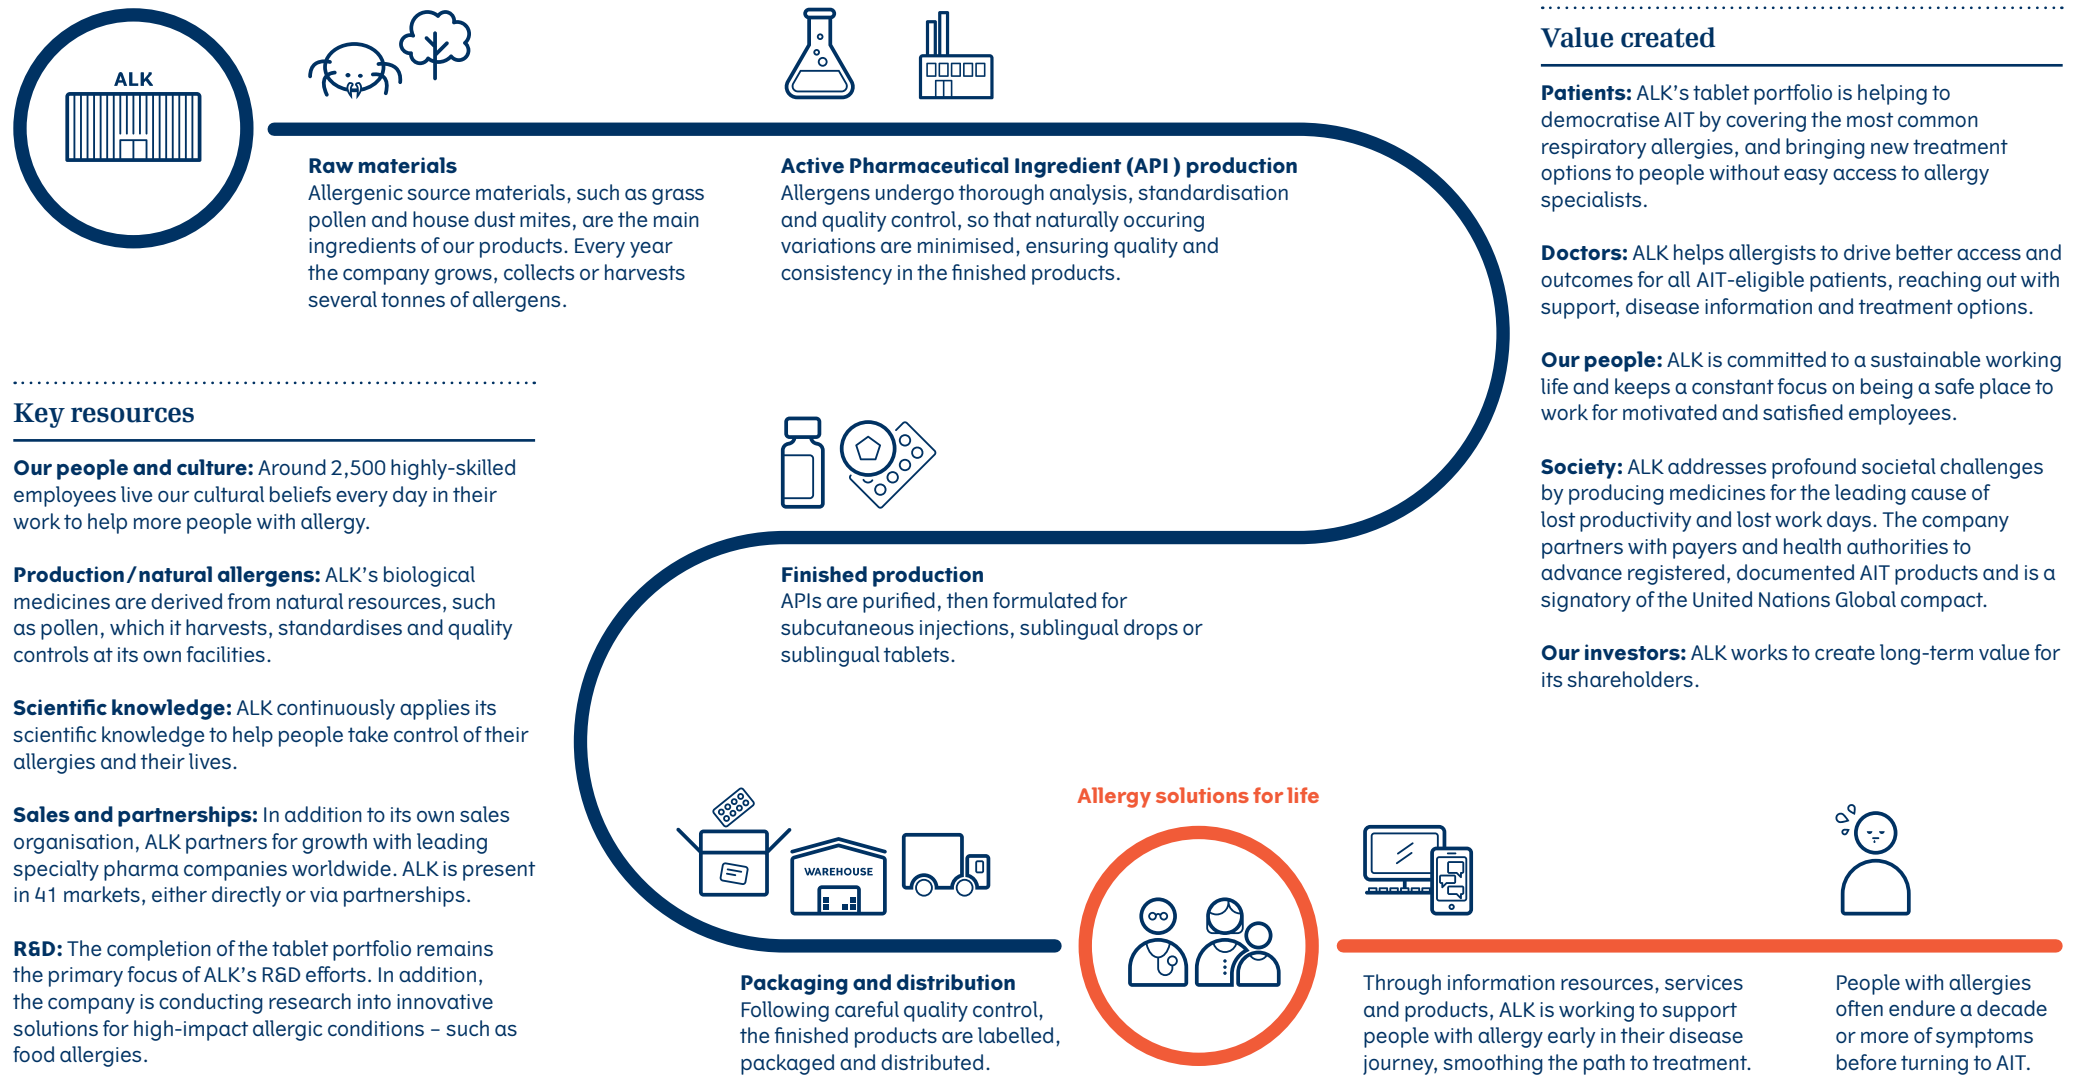 ALK
Raw materials
Allergenic source materials, such as grass
pollen and house dust mites, are the main
ingredients of our products. Every year
the company grows, collects or harvests
several tonnes of allergens.
Active Pharmaceutical Ingredient (API ) production
Allergens undergo thorough analysis, standardisation
and quality control, so that naturally occuring
variations are minimised, ensuring quality and
consistency in the finished products.
Key resources
Our people and culture: Around 2,500 highly-skilled
employees live our cultural beliefs every day in their
work to help more people with allergy.
Production/natural allergens: ALK's biological
medicines are derived from natural resources, such
as pollen, which it harvests, standardises and quality
controls at its own facilities.
Scientific knowledge: ALK continuously applies its
scientific knowledge to help people take control of their
allergies and their lives.
Sales and partnerships: In addition to its own sales
organisation, ALK partners for growth with leading
specialty pharma companies worldwide. ALK is present
in 41 markets, either directly or via partnerships.
R&D: The completion of the tablet portfolio remains
the primary focus of ALK's R&D efforts. In addition,
the company is conducting research into innovative
solutions for high-impact allergic conditions – such as
food allergies.
Finished production
APIs are purified, then formulated for
subcutaneous injections, sublingual drops or
sublingual tablets.
WAREHOUSE
Packaging and distribution
Following careful quality control,
the finished products are labelled,
packaged and distributed.
Allergy solutions for life
Through information resources, services
and products, ALK is working to support
people with allergy early in their disease
journey, smoothing the path to treatment.
People with allergies
often endure a decade
or more of symptoms
before turning to AIT.
Value created
Patients: ALK's tablet portfolio is helping to
democratise AIT by covering the most common
respiratory allergies, and bringing new treatment
options to people without easy access to allergy
specialists.
Doctors: ALK helps allergists to drive better access and
outcomes for all AIT-eligible patients, reaching out with
support, disease information and treatment options.
Our people: ALK is committed to a sustainable working
life and keeps a constant focus on being a safe place to
work for motivated and satisfied employees.
Society: ALK addresses profound societal challenges
by producing medicines for the leading cause of
lost productivity and lost work days. The company
partners with payers and health authorities to
advance registered, documented AIT products and is a
signatory of the United Nations Global compact.
Our investors: ALK works to create long-term value for
its shareholders.